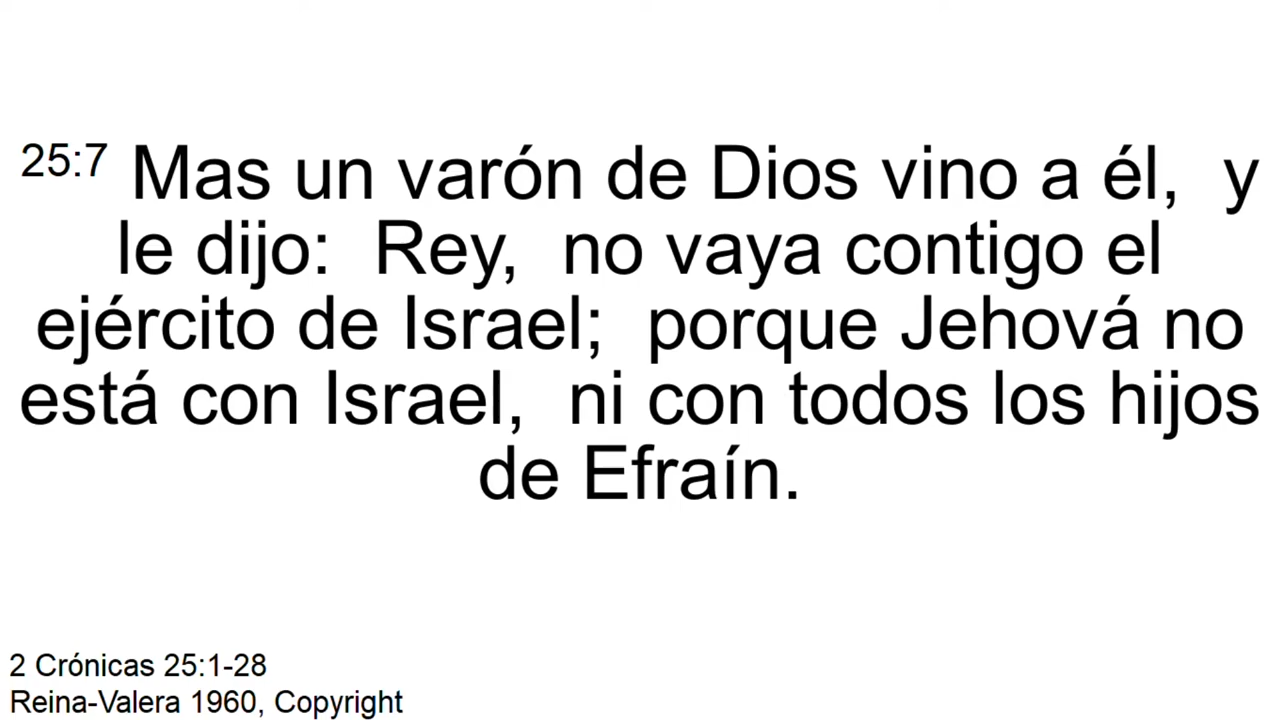 25:7 Mas un varón de Dios vino a él,  y
le dijo:  Rey,  no vaya contigo el
ejército de Israel;  porque Jehová no
está con Israel,  ni con todos los hijos
de Efraín.
2 Crónicas 25:1-28
Reina-Valera 1960, Copyright